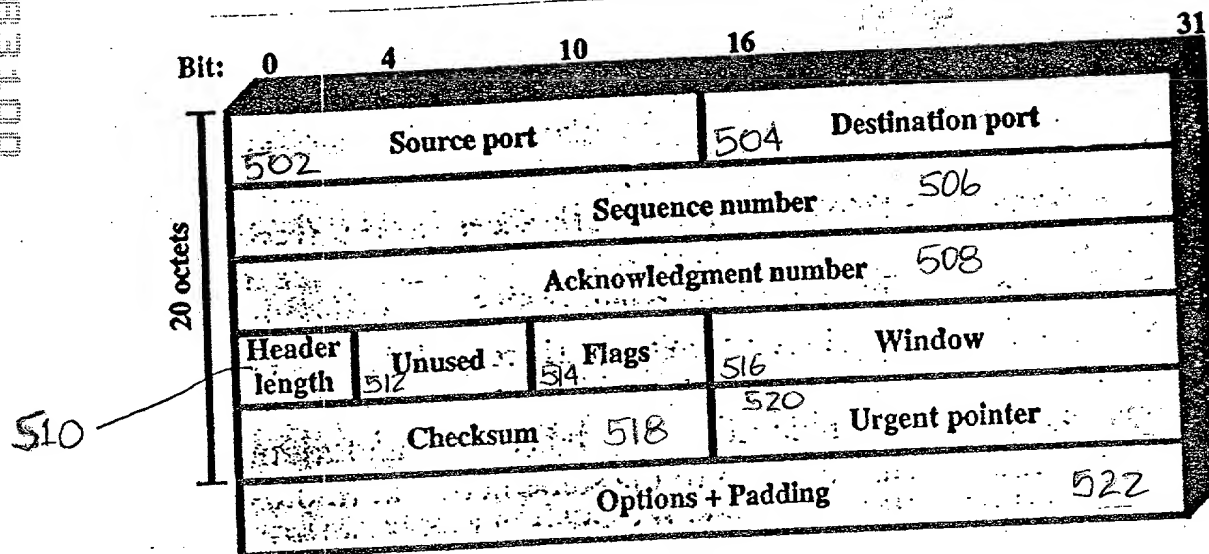 Bit: 0 4 10 16 31
502 Source port 504 Destination port
Sequence number 506
20 octets
Acknowledgment number 508
Header length 512 Unused 514 Flags 516 Window
510
Checksum 518 520 Urgent pointer
Options + Padding 522